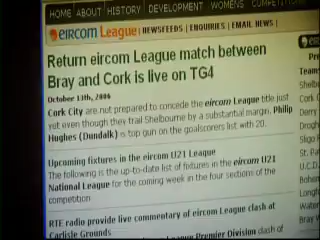 HOME ABOUT HISTORY DEVELOPMENT WOMENS
eircom League | NEWSFEEDS | ENQUIRIES | EMAIL NEWS |
Return eircom League match between
Bray and Cork is live on TG4
October 13th, 2006
Cork City are not prepared to concede the eircom League title just
yet even though they trail Shelbourne by a substantial margin. Philip
Hughes (Dundalk) is top gun on the goalscorers list with 20.
Upcoming fixtures in the eircom U21 League
The following is the up-to-date list of fixtures in the eircom U21
National League for the coming week in the four sections of the
competition
RTE radio provide live commentary of eircom League clash at
Carlisle Grounds
League Premier Division clash of
Pre
Team
Shelb
Cork
Derry
Drogh
Sligo
St. Pa
U.C.D
Longf
Water
Bray